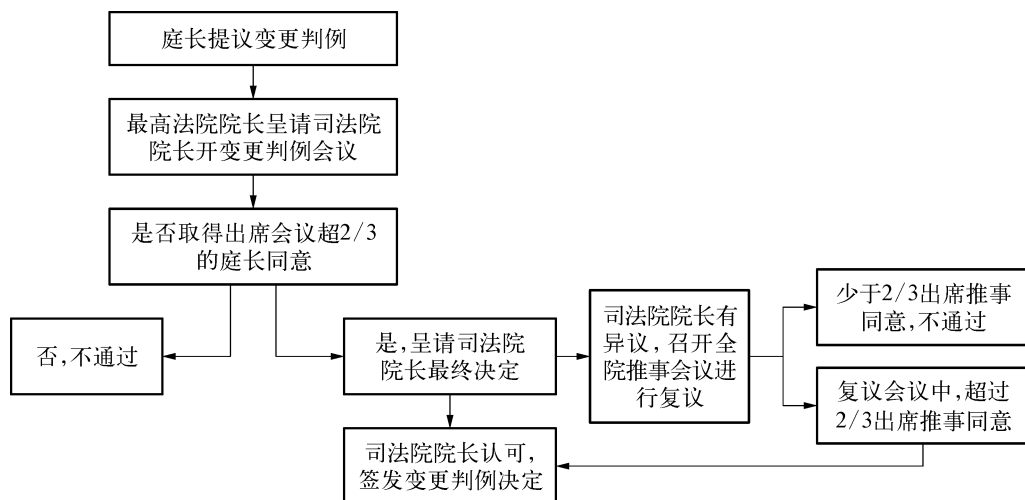 庭长提议变更判例
最高法院院长呈请司法院
院长开变更判例会议
是否取得出席会议超2/3
的庭长同意
否,不通过
是,呈请司法院
院长最终决定
司法院院长有
异议,召开全
院推事会议进
行复议
少于2/3出席推事
同意,不通过
复议会议中,超过
2/3出席推事同意
司法院院长认可,
签发变更判例决定